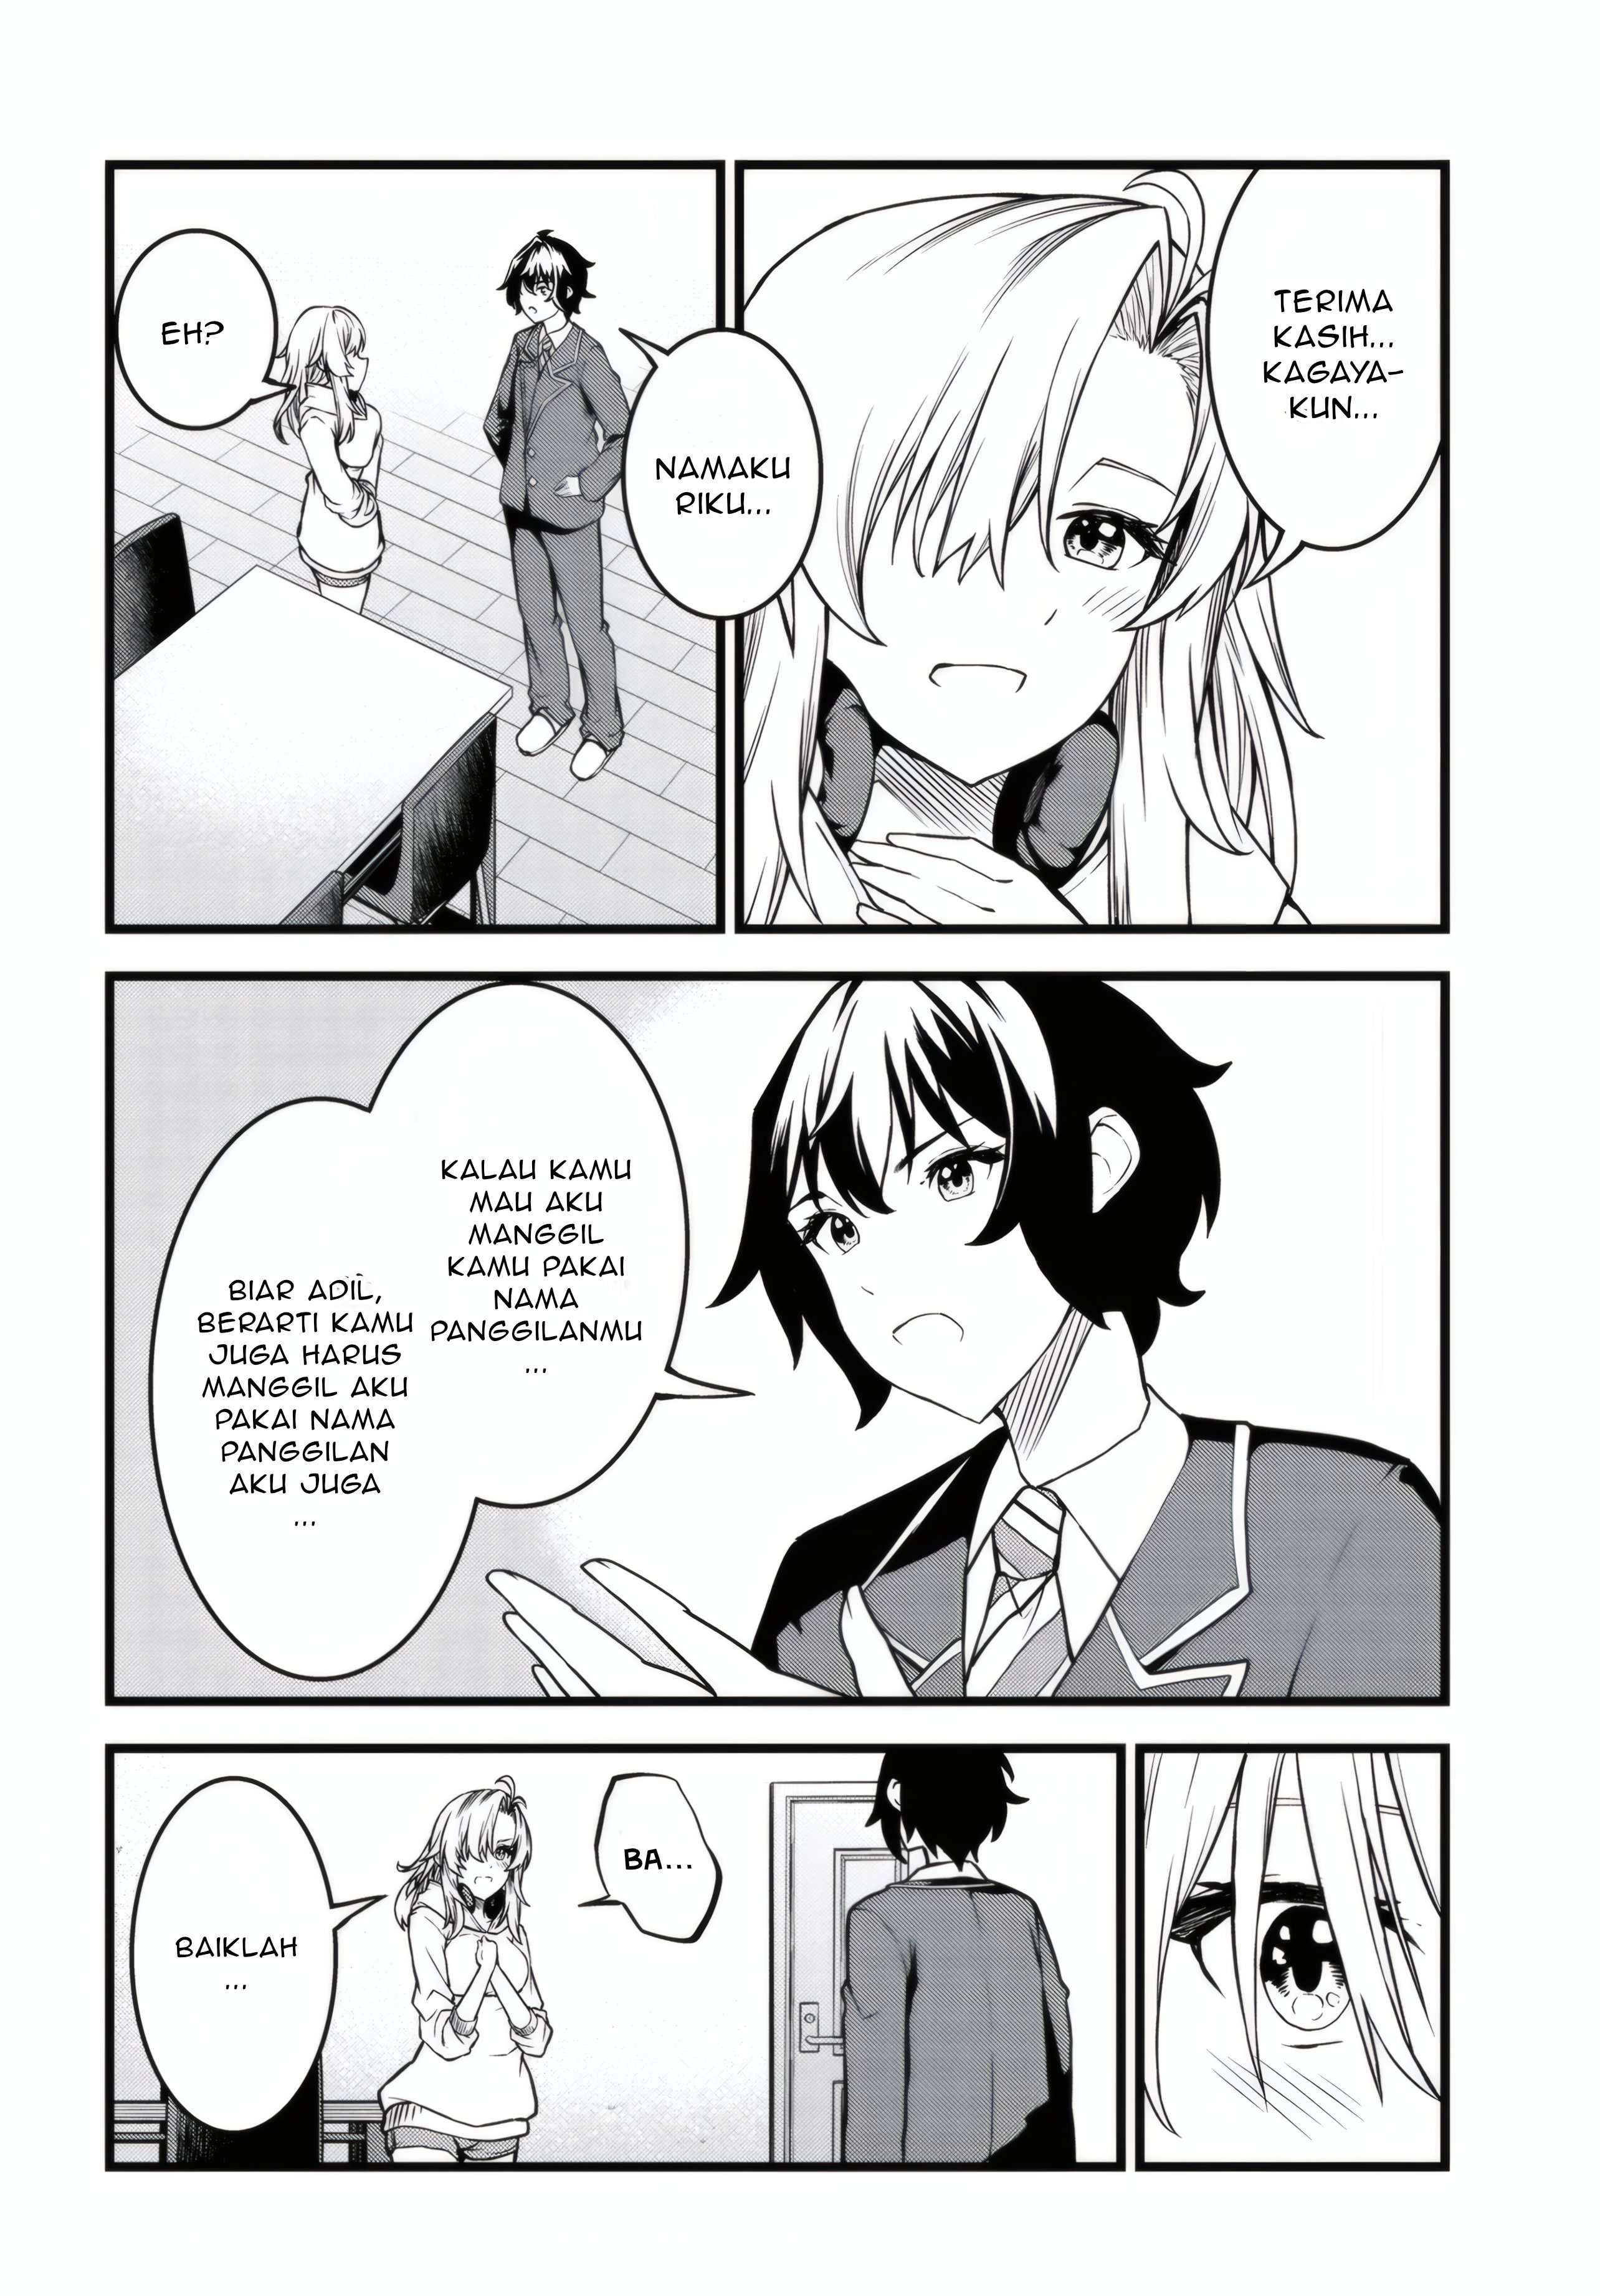 TERIMA
KASIH...
KAGAYA-
KUN...
NAMAKU
RIKU...
EH?
KALAU KAMU
MAU AKU
MANGGIL
KAMU PAKAI
NAMA
PANGGILANMU
...
BIAR ADIL,
BERARTI KAMU
JUGA HARUS
MANGGIL AKU
PAKAI NAMA
PANGGILAN
AKU JUGA
...
BA...
BAIKLAH
...